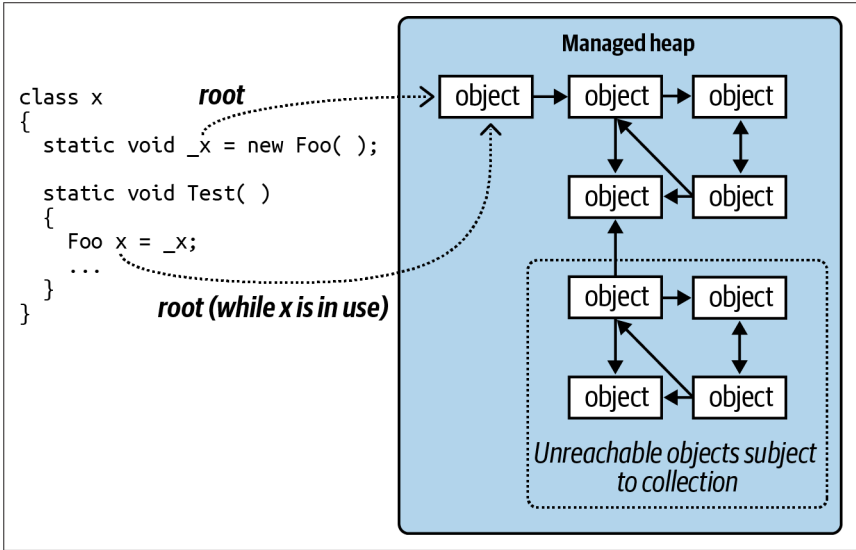 class x
{
  static void _x = new Foo( );

  static void Test( )
  {
    Foo x = _x;
    ...
  }
}
root
root (while x is in use)
Managed heap
object object object
object object
object object
object object
Unreachable objects subject
to collection